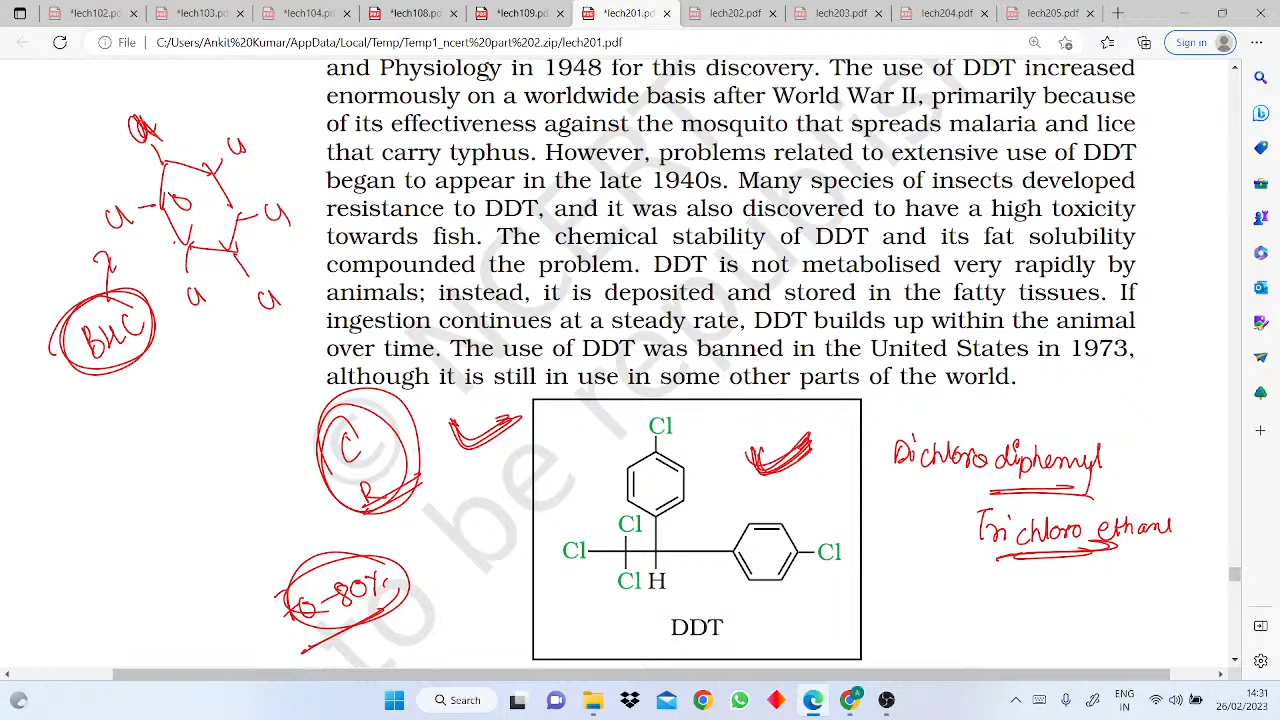 *lech102.pdf
*lech103.pdf
*lech104.pdf
*lech108.pdf
*lech109.pdf
*lech201.pdf
lech202.pdf
lech203.pdf
lech204.pdf
lech205.pdf
File
C:/Users/Ankit%20Kumar/AppData/Local/Temp/Temp1_ncert%20part%202.zip/lech201.pdf
Sign in
and Physiology in 1948 for this discovery. The use of DDT increased
enormously on a worldwide basis after World War II, primarily because
of its effectiveness against the mosquito that spreads malaria and lice
that carry typhus. However, problems related to extensive use of DDT
began to appear in the late 1940s. Many species of insects developed
resistance to DDT, and it was also discovered to have a high toxicity
towards fish. The chemical stability of DDT and its fat solubility
compounded the problem. DDT is not metabolised very rapidly by
animals; instead, it is deposited and stored in the fatty tissues. If
ingestion continues at a steady rate, DDT builds up within the animal
over time. The use of DDT was banned in the United States in 1973,
although it is still in use in some other parts of the world.
Cl
Cl
Cl
Cl
Cl
BHC
C
R
-80%
Cl
Cl
Cl
Cl
Cl H
DDT
Dichloro diphenyl
Trichloro ethane
© NCERT
to be republis
Search
ENG
IN
14:31
26/02/2023